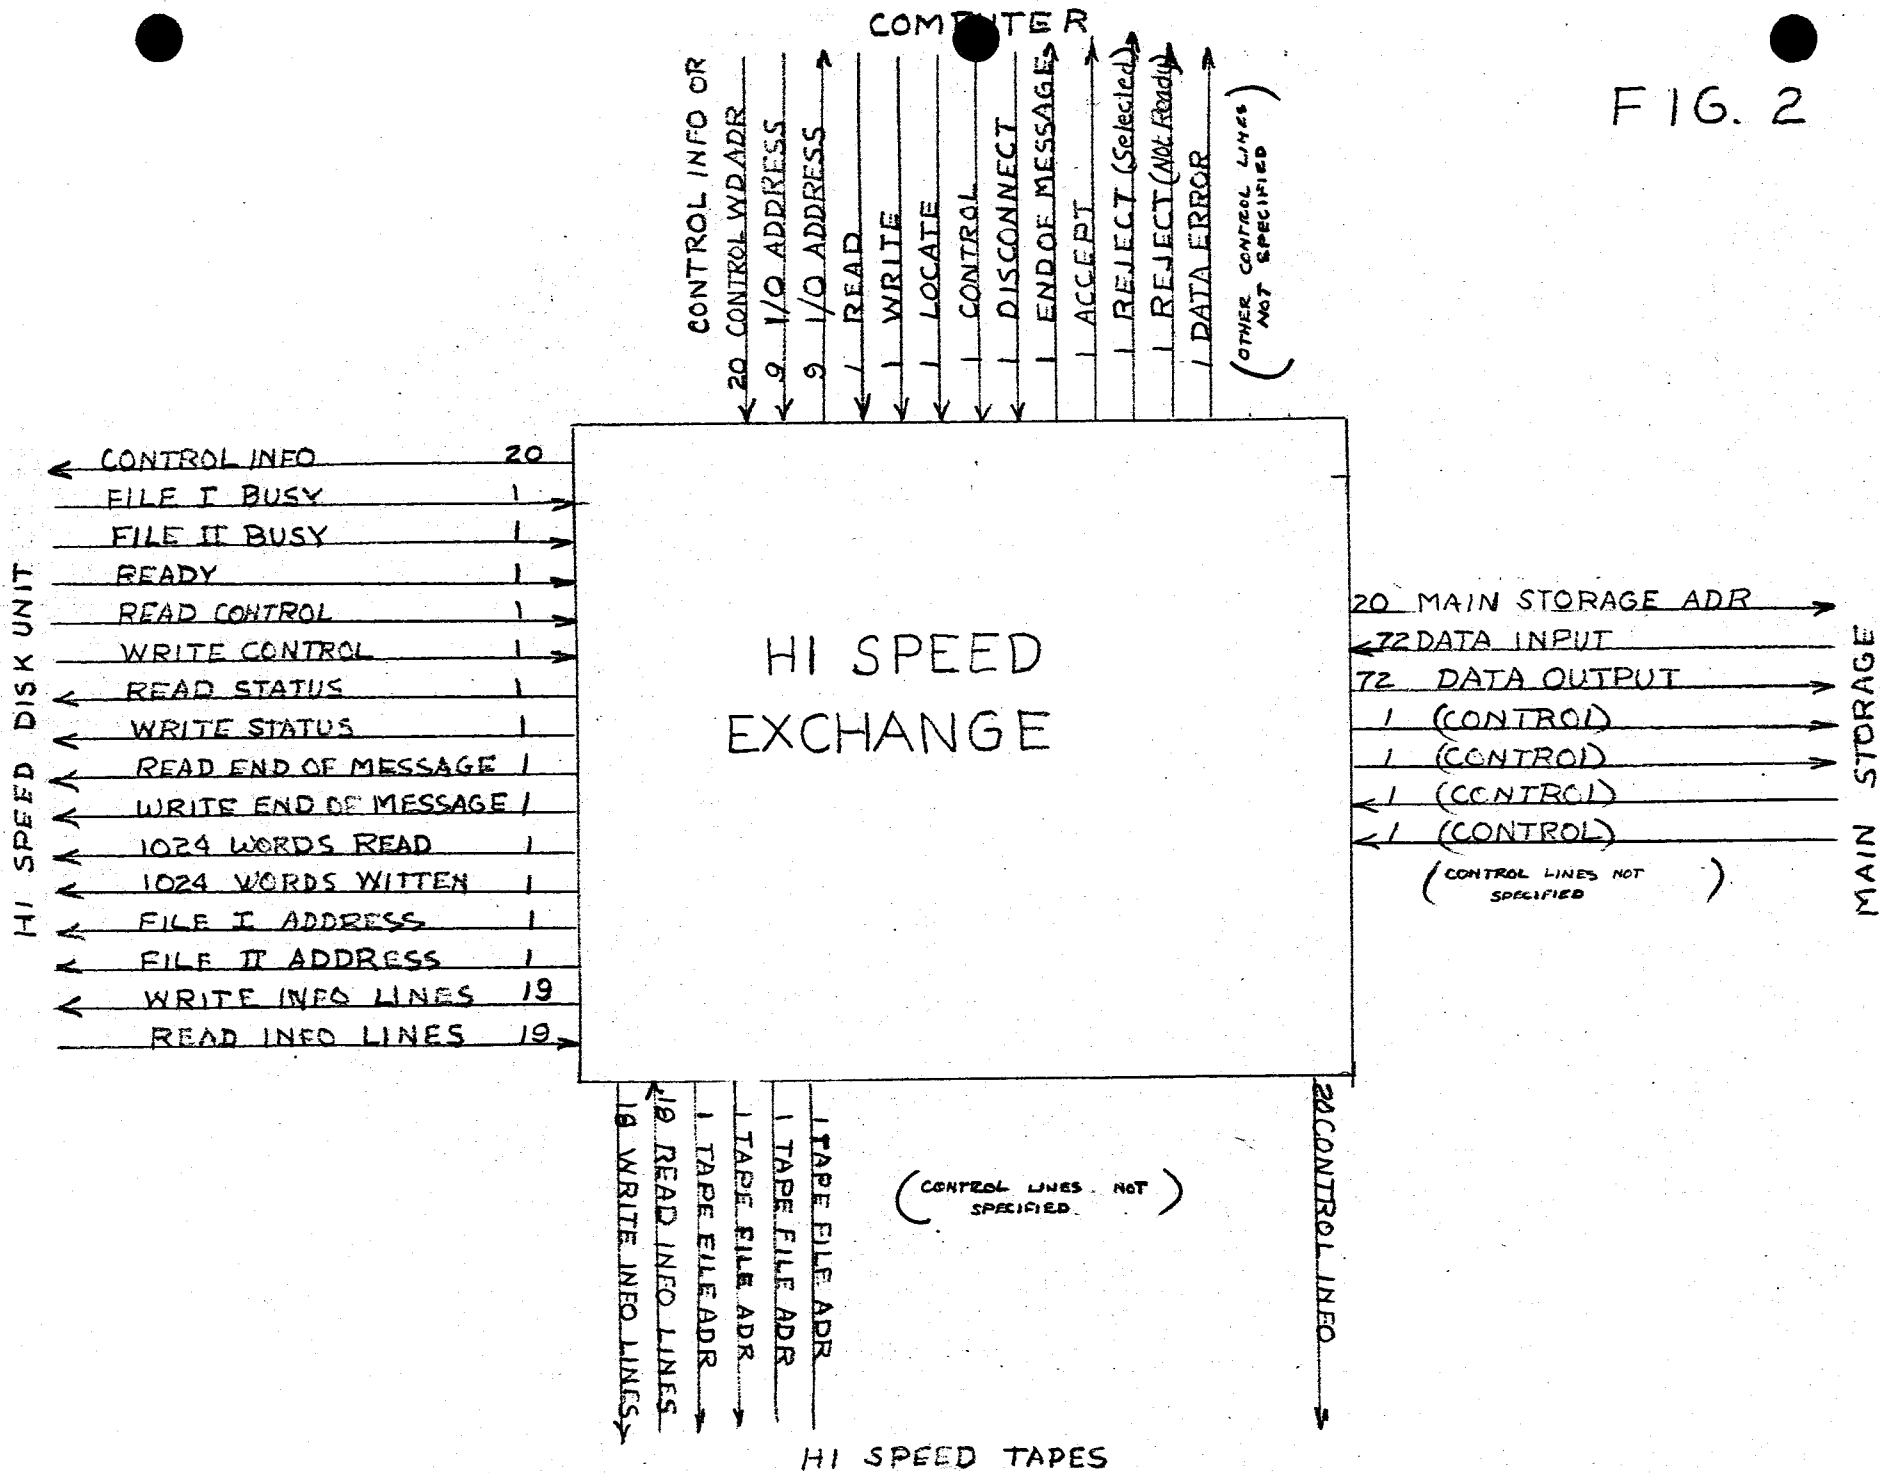 COMPUTER
FIG. 2
CONTROL INFO OR
20 CONTROL WD ADR
9 I/O ADDRESS
9 I/O ADDRESS
1 READ
1 WRITE
1 LOCATE
1 CONTROL
1 DISCONNECT
1 END OF MESSAGE
1 ACCEPT
1 REJECT (Selected)
1 REJECT (Not Ready)
1 DATA ERROR
(OTHER CONTROL LINES
NOT SPECIFIED)
HI SPEED DISK UNIT
CONTROL INFO 20
FILE I BUSY 1
FILE II BUSY 1
READY 1
READ CONTROL 1
WRITE CONTROL 1
READ STATUS 1
WRITE STATUS 1
READ END OF MESSAGE 1
WRITE END OF MESSAGE 1
1024 WORDS READ 1
1024 WORDS WITTEN 1
FILE I ADDRESS 1
FILE II ADDRESS 1
WRITE INFO LINES 19
READ INFO LINES 19
HI SPEED
EXCHANGE
20 MAIN STORAGE ADR
72 DATA INPUT
72 DATA OUTPUT
1 (CONTROL)
1 (CONTROL)
1 (CONTROL)
1 (CONTROL)
(CONTROL LINES NOT
SPECIFIED)
MAIN STORAGE
WRITE INFO LINES
READ INFO LINES
1 TAPE FILE ADR
1 TAPE FILE ADR
1 TAPE FILE ADR
1 TAPE FILE ADR
(CONTROL LINES NOT
SPECIFIED)
20 CONTROL INFO
HI SPEED TAPES